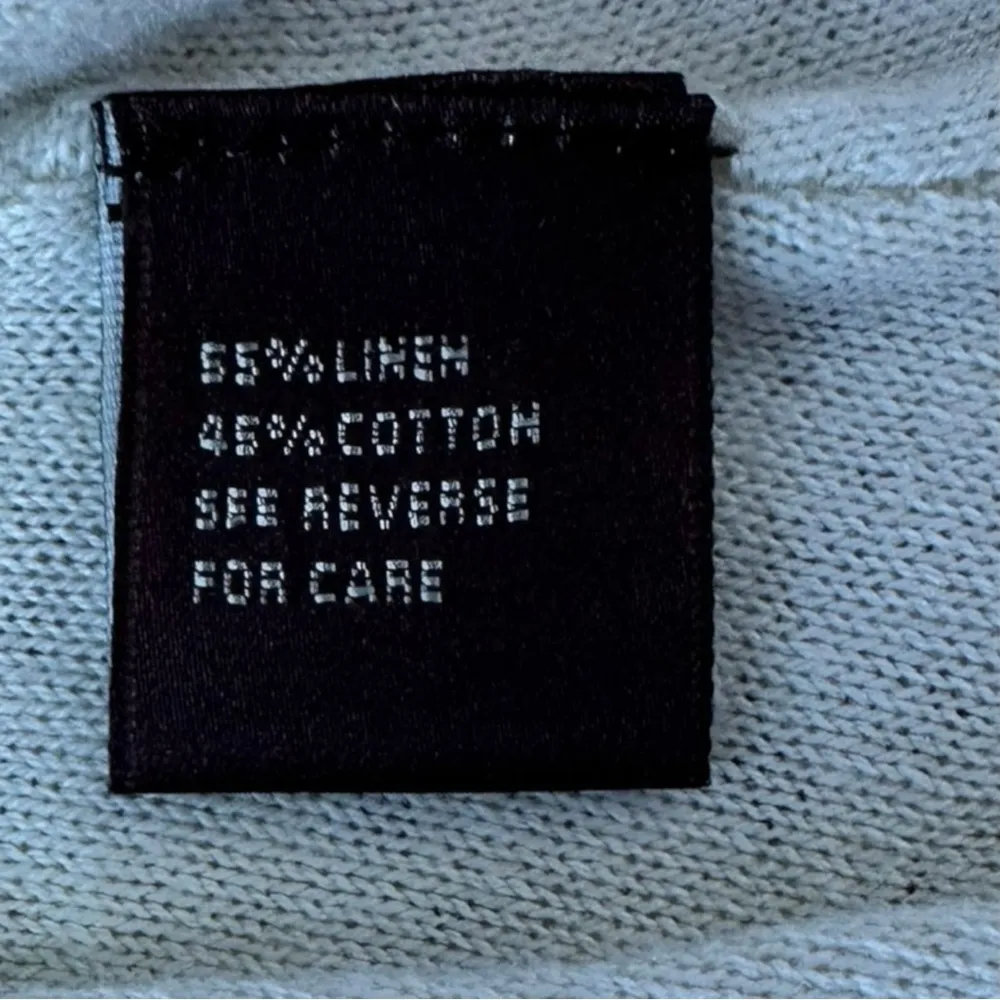 55% LINEN
45% COTTON
SEE REVERSE
FOR CARE